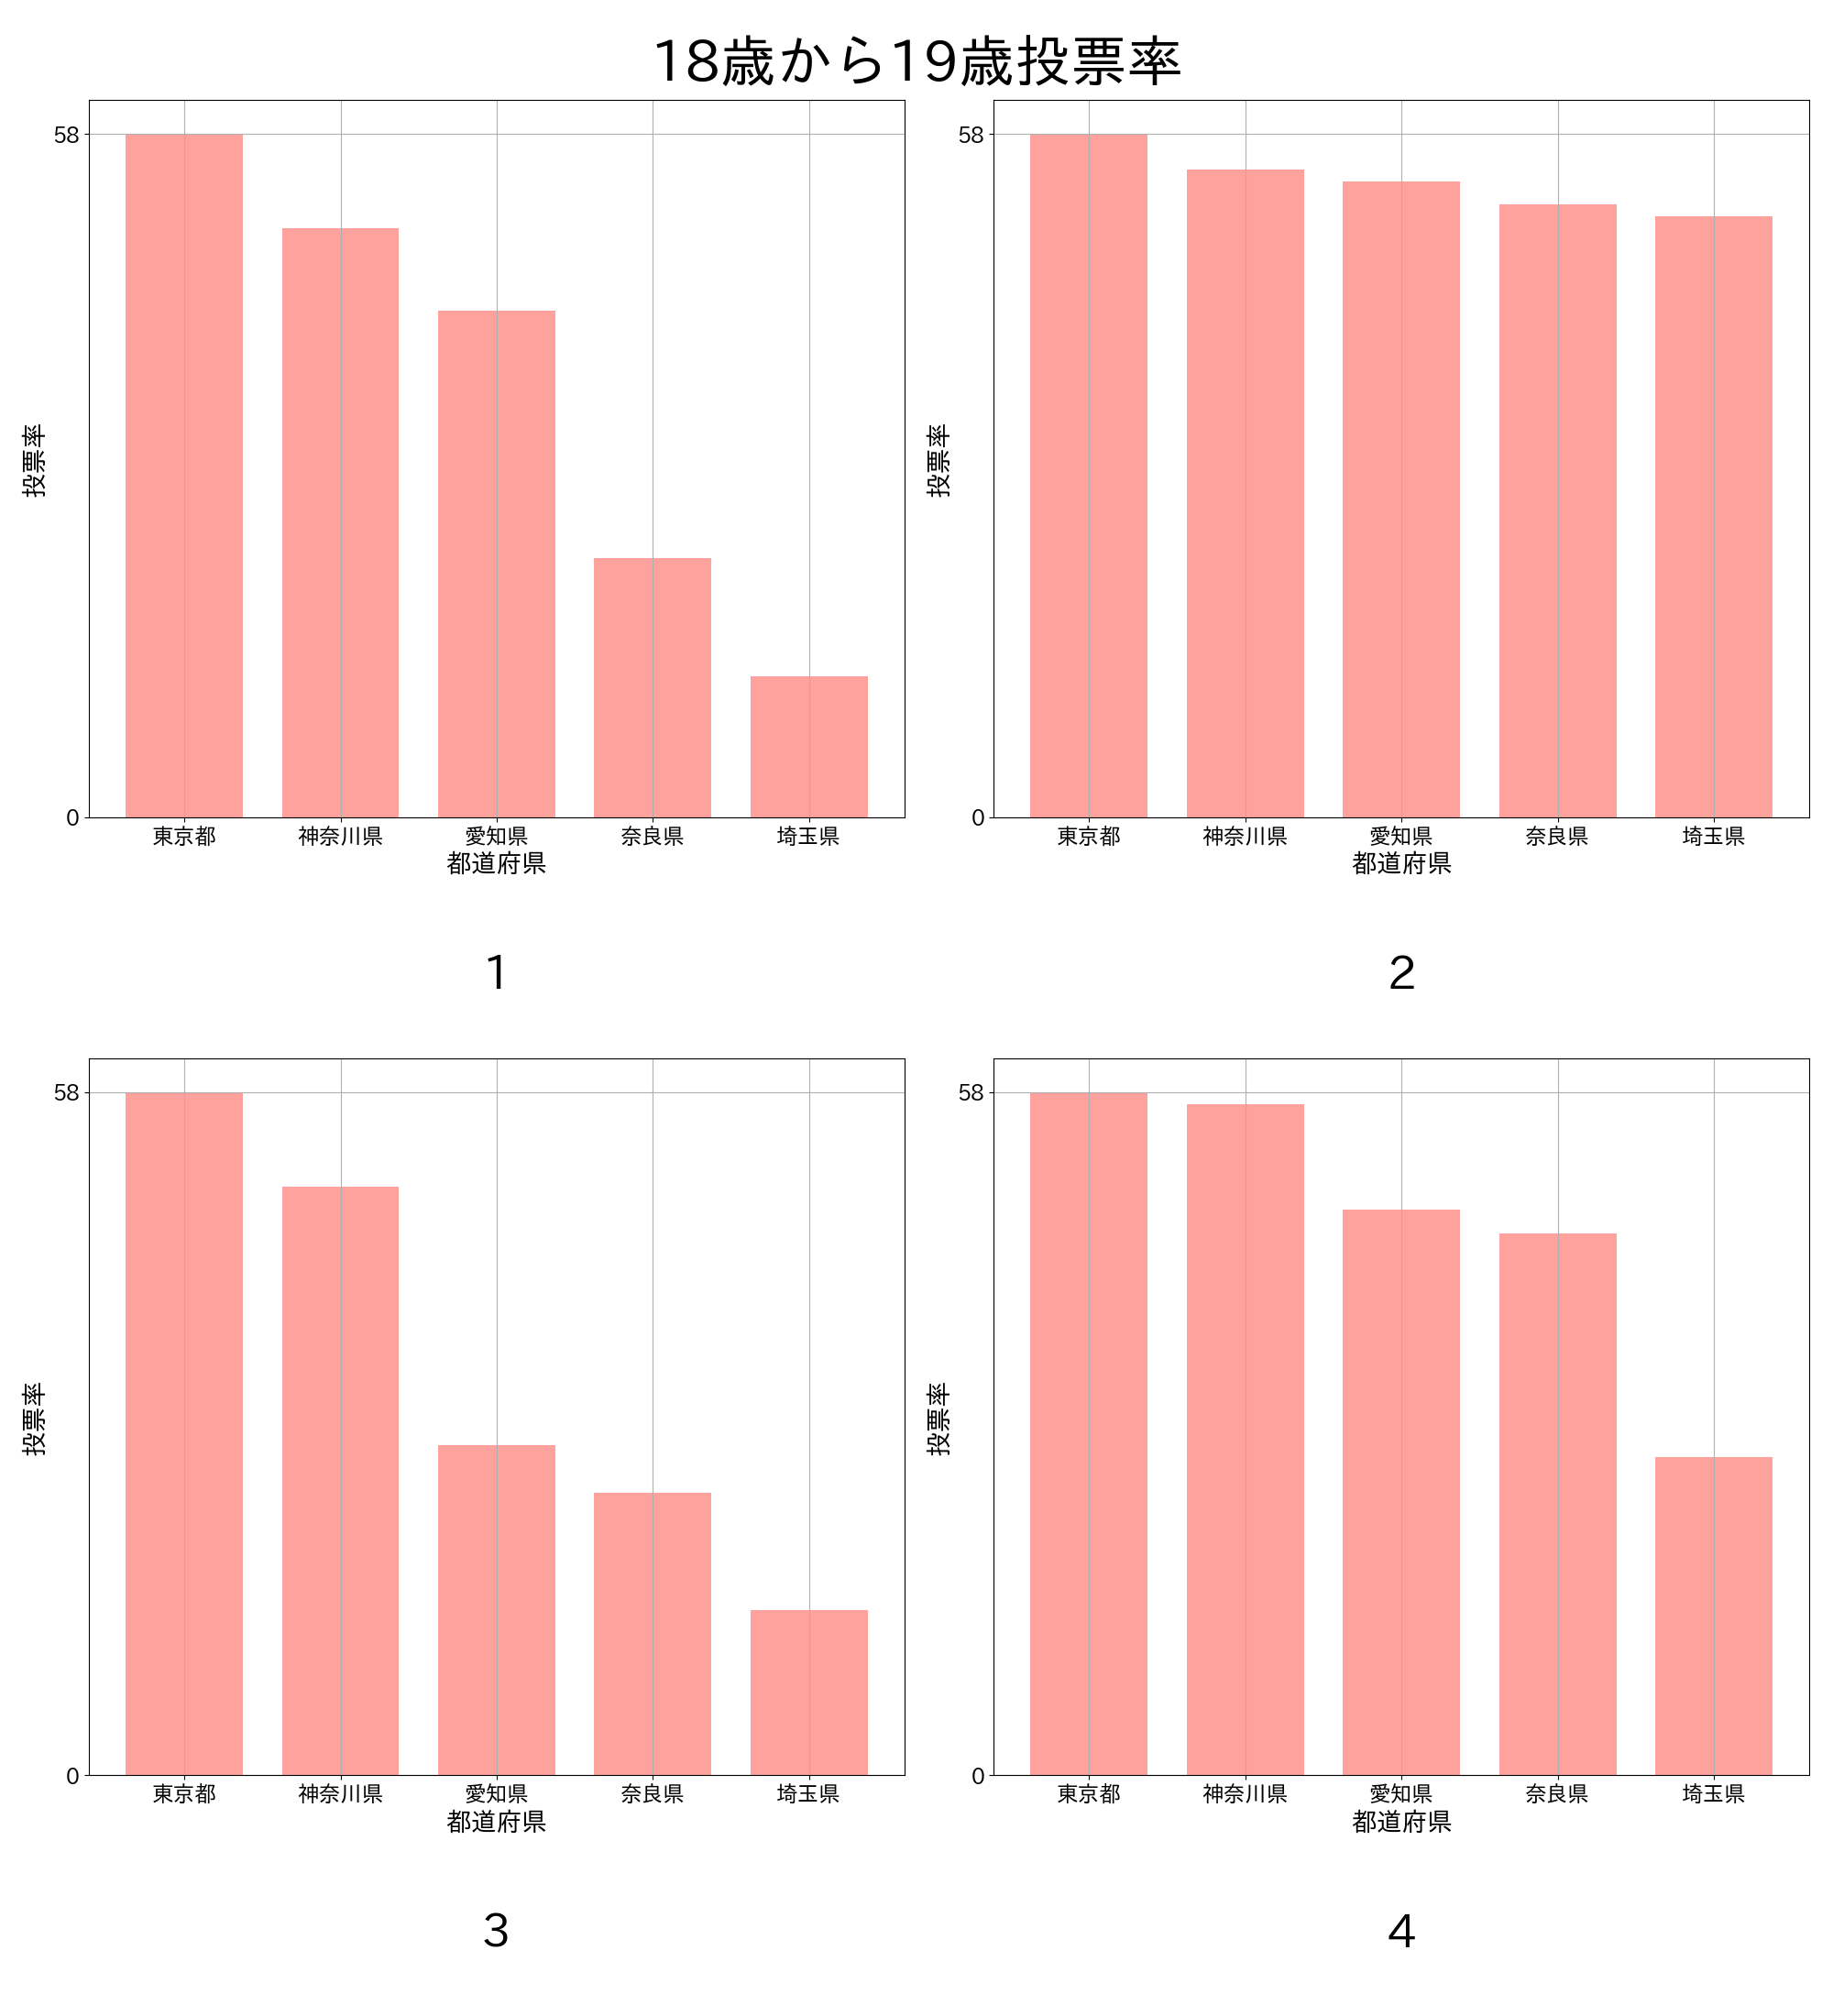 18歳から19歳投票率
58
投票率
0
東京都 神奈川県 愛知県 奈良県 埼玉県
都道府県
1
58
投票率
0
東京都 神奈川県 愛知県 奈良県 埼玉県
都道府県
2
58
投票率
0
東京都 神奈川県 愛知県 奈良県 埼玉県
都道府県
3
58
投票率
0
東京都 神奈川県 愛知県 奈良県 埼玉県
都道府県
4